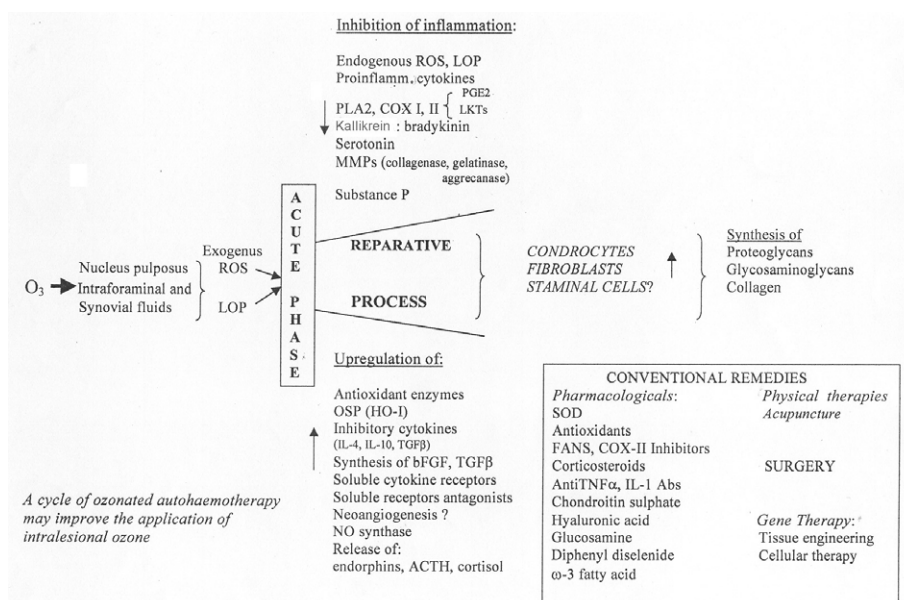 Inhibition of inflammation:
Endogenous ROS, LOP
Proinflamm. cytokines
PLA2, COX I, II { PGE2
LKTs
Kallikrein : bradykinin
Serotonin
MMPs (collagenase, gelatinase,
aggrecanase)
Substance P
ACUTE PHASE
REPARATIVE
PROCESS
O3
Nucleus pulposus
Intraforaminal and
Synovial fluids
Exogenus
ROS
LOP
CONDROCYTES
FIBROBLASTS
STAMINAL CELLS?
Synthesis of
Proteoglycans
Glycosaminoglycans
Collagen
Upregulation of:
Antioxidant enzymes
OSP (HO-I)
Inhibitory cytokines
(IL-4, IL-10, TGFβ)
Synthesis of bFGF, TGFβ
Soluble cytokine receptors
Soluble receptors antagonists
Neoangiogenesis ?
NO synthase
Release of:
endorphins, ACTH, cortisol
A cycle of ozonated autohaemotherapy
may improve the application of
intralesional ozone
CONVENTIONAL REMEDIES
Pharmacologicals:
SOD
Antioxidants
FANS, COX-II Inhibitors
Corticosteroids
AntiTNFα, IL-1 Abs
Chondroitin sulphate
Hyaluronic acid
Glucosamine
Diphenyl diselenide
ω-3 fatty acid
Physical therapies
Acupuncture
SURGERY
Gene Therapy:
Tissue engineering
Cellular therapy